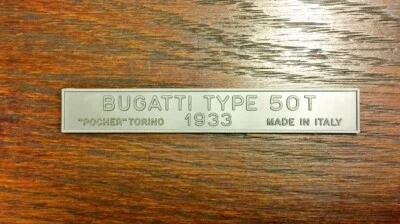 BUGATTI TYPE 50T
"POCHER" TORINO 1933 MADE IN ITALY